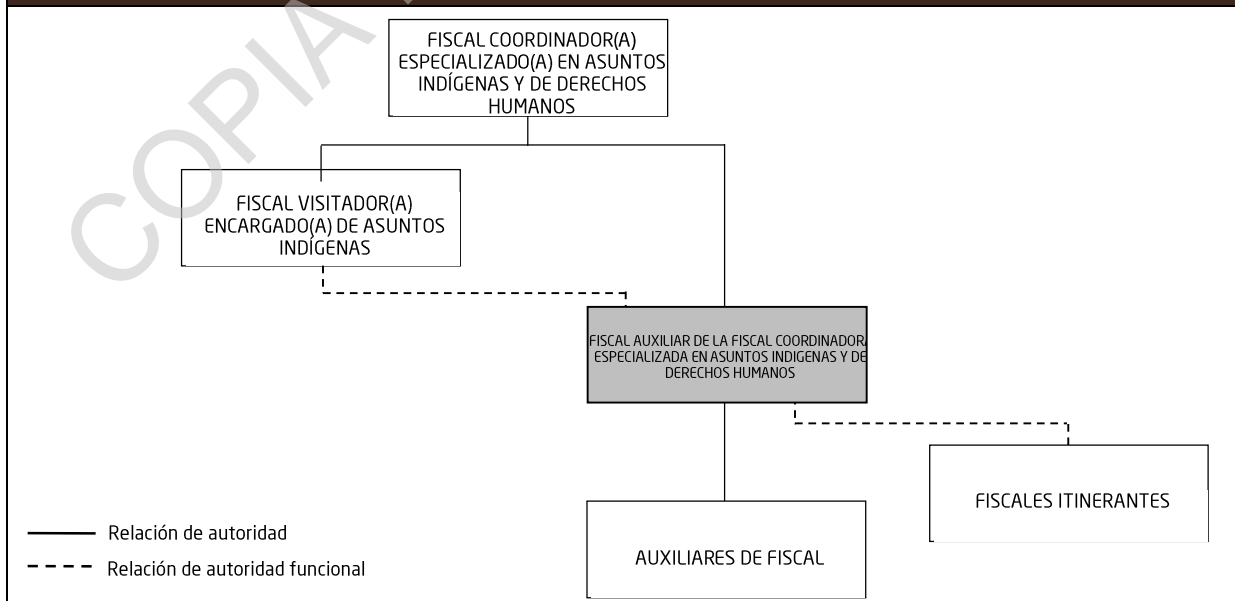 COPIA
FISCAL COORDINADOR(A)
ESPECIALIZADO(A) EN ASUNTOS
INDÍGENAS Y DE DERECHOS
HUMANOS
FISCAL VISITADOR(A)
ENCARGADO(A) DE ASUNTOS
INDÍGENAS
FISCAL AUXILIAR DE LA FISCAL COORDINADORA
ESPECIALIZADA EN ASUNTOS INDIGENAS Y DE
DERECHOS HUMANOS
FISCALES ITINERANTES
AUXILIARES DE FISCAL
Relación de autoridad
Relación de autoridad funcional